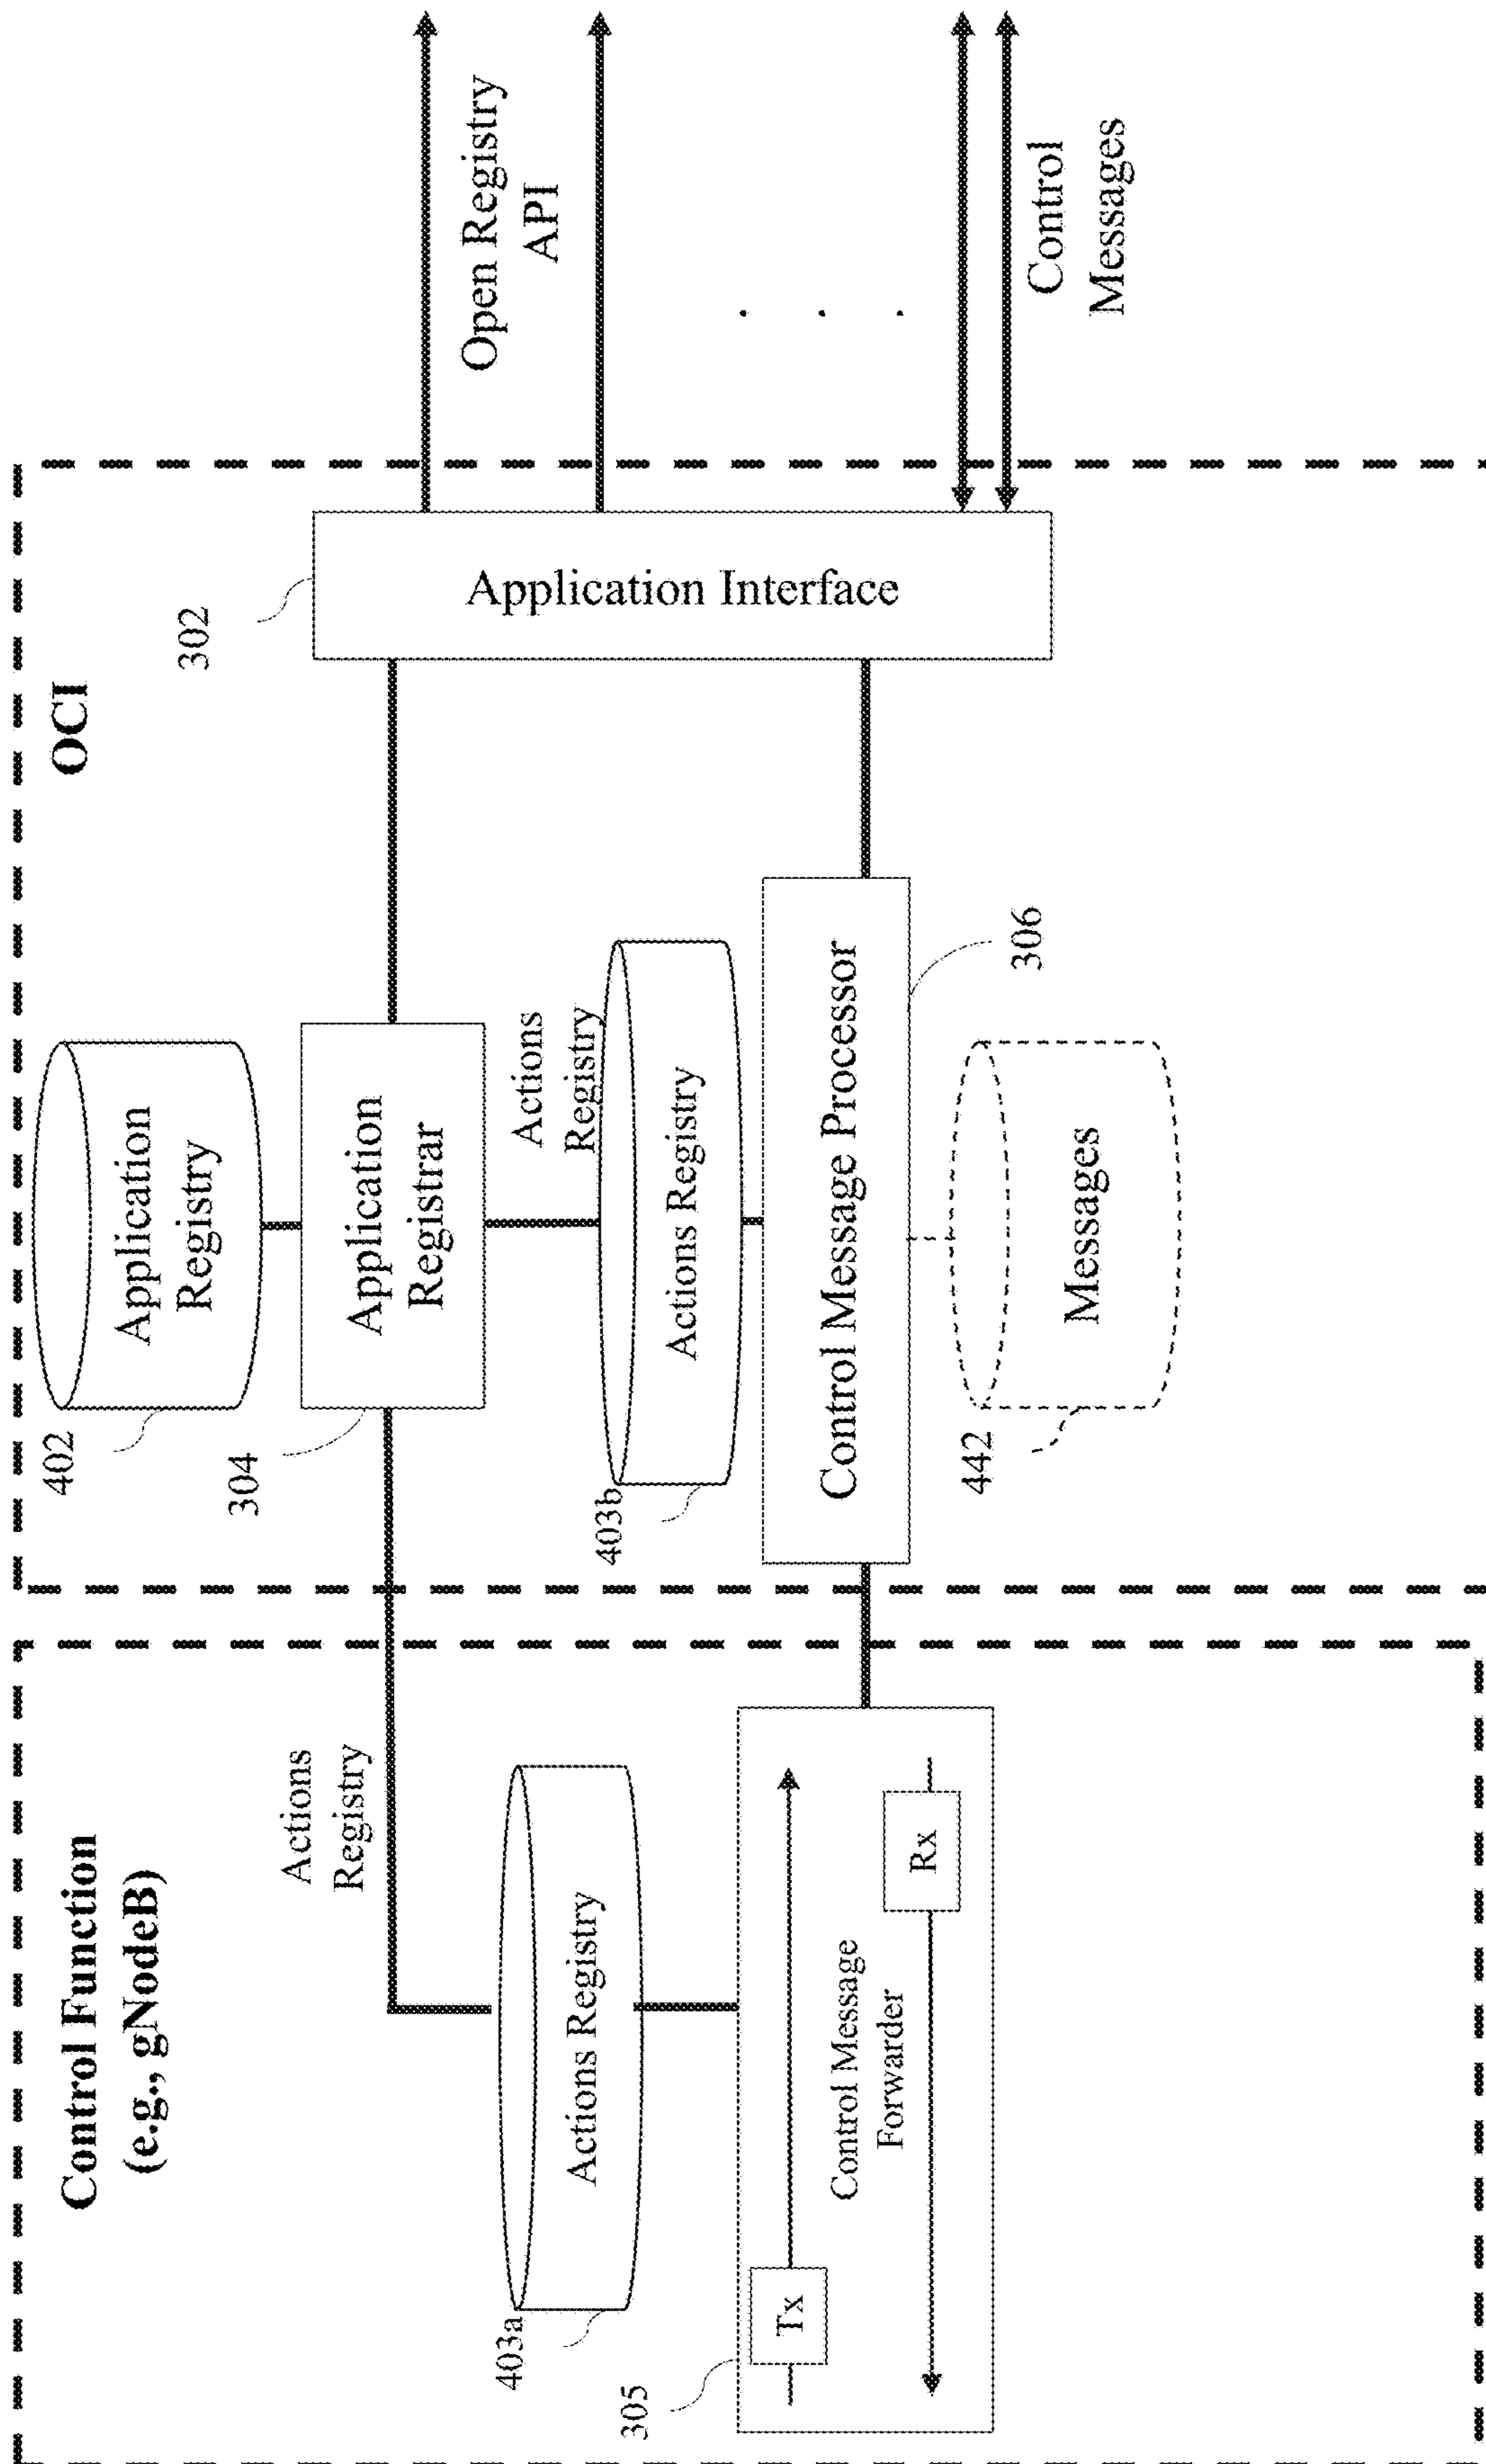 Control Function
(e.g., gNodeB)
Actions
Registry
403a
Actions Registry
305
Tx
Control Message
Forwarder
Rx
OCI
402
Application
Registry
304
Application
Registrar
Actions
Registry
403b
Actions Registry
Control Message Processor
306
442
Messages
302
Application Interface
Open Registry
API
. . .
Control
Messages